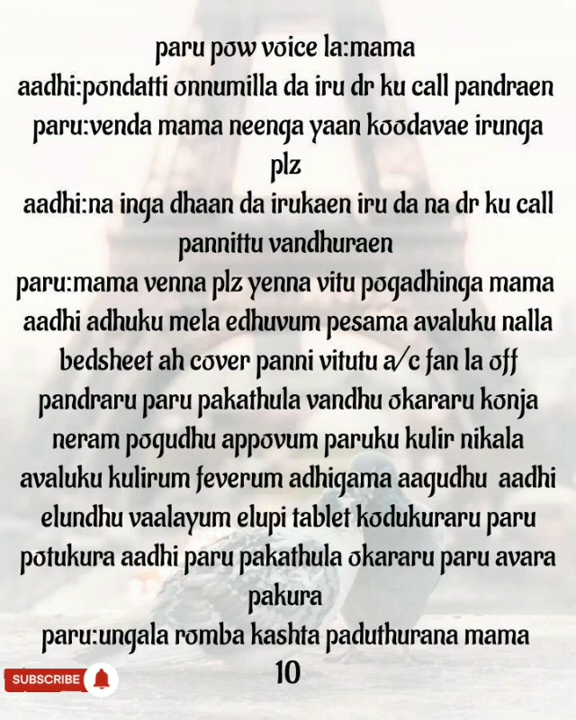 paru pow voice la:mama
aadhi:pondatti onnumilla da iru dr ku call pandraen
paru:venda mama neenga yaan koodavae irunga
plz
aadhi:na inga dhaan da irukaen iru da na dr ku call
pannittu vandhuraen
paru:mama venna plz yenna vitu pogadhinga mama
aadhi adhuku mela edhuvum pesama avaluku nalla
bedsheet ah cover panni vitutu a/c fan la off
pandraru paru pakathula vandhu okararu konja
neram pogudhu appovum paruku kulir nikala
avaluku kulirum feverum adhigama aagudhu aadhi
elundhu vaalayum elupi tablet kodukuraru paru
potukura aadhi paru pakathula okararu paru avara
pakura
paru:ungala romba kashta paduthurana mama
10
SUBSCRIBE